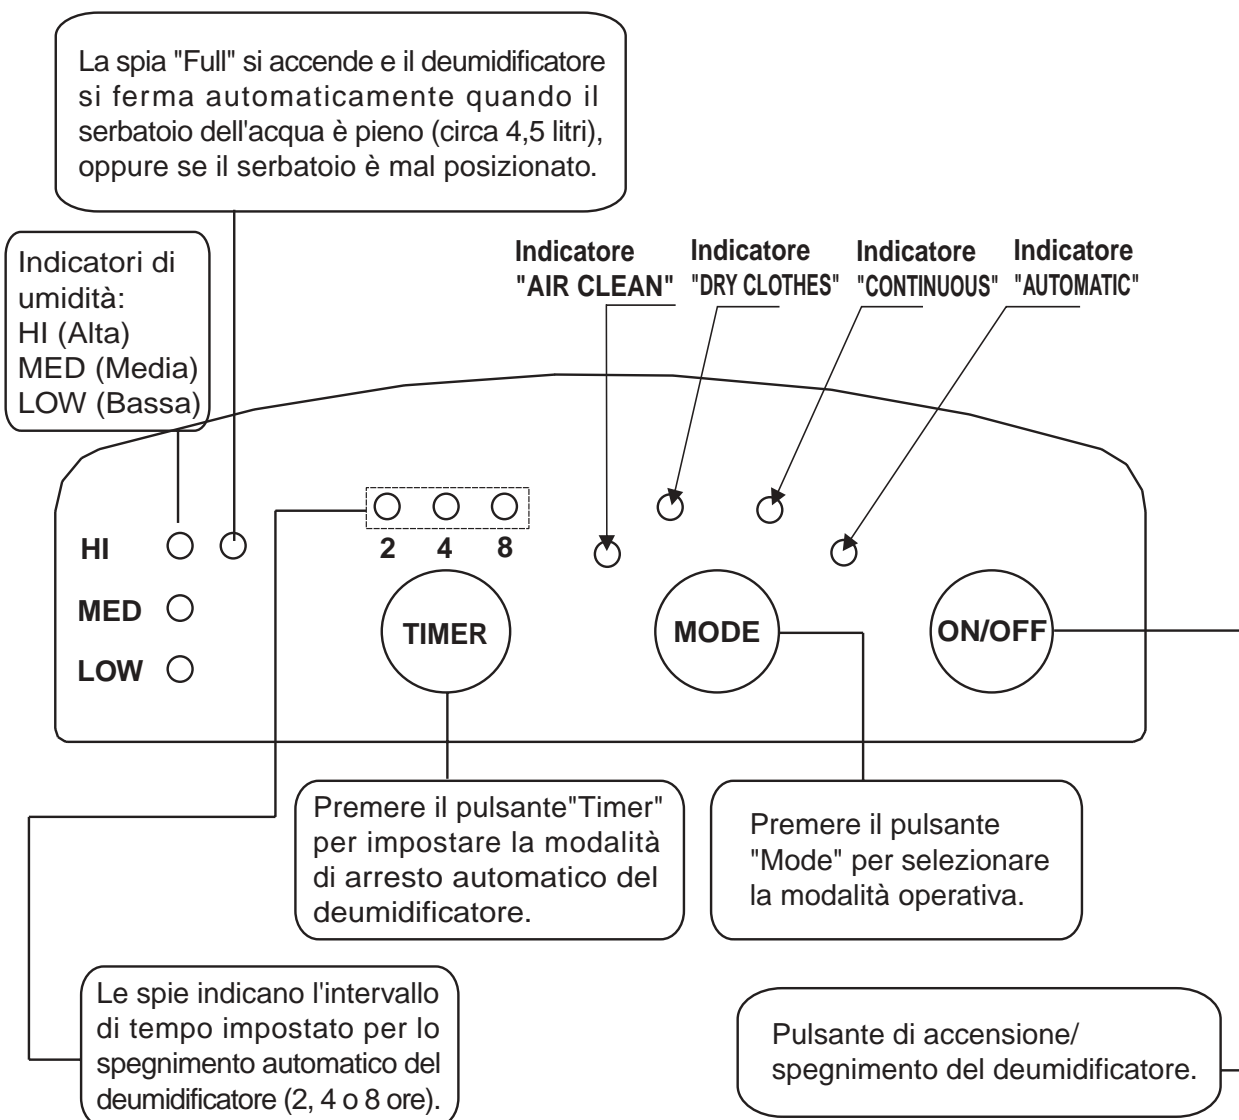 La spia "Full" si accende e il deumidificatore
si ferma automaticamente quando il
serbatoio dell'acqua è pieno (circa 4,5 litri),
oppure se il serbatoio è mal posizionato.
Indicatori di
umidità:
HI (Alta)
MED (Media)
LOW (Bassa)
Indicatore
"AIR CLEAN"
Indicatore
"DRY CLOTHES"
Indicatore
"CONTINUOUS"
Indicatore
"AUTOMATIC"
HI
MED
LOW
2 4 8
TIMER
MODE
ON/OFF
Premere il pulsante"Timer"
per impostare la modalità
di arresto automatico del
deumidificatore.
Premere il pulsante
"Mode" per selezionare
la modalità operativa.
Le spie indicano l'intervallo
di tempo impostato per lo
spegnimento automatico del
deumidificatore (2, 4 o 8 ore).
Pulsante di accensione/
spegnimento del deumidificatore.